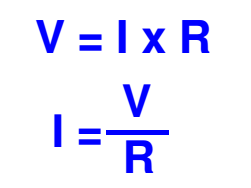 V = I x R
I = V
R